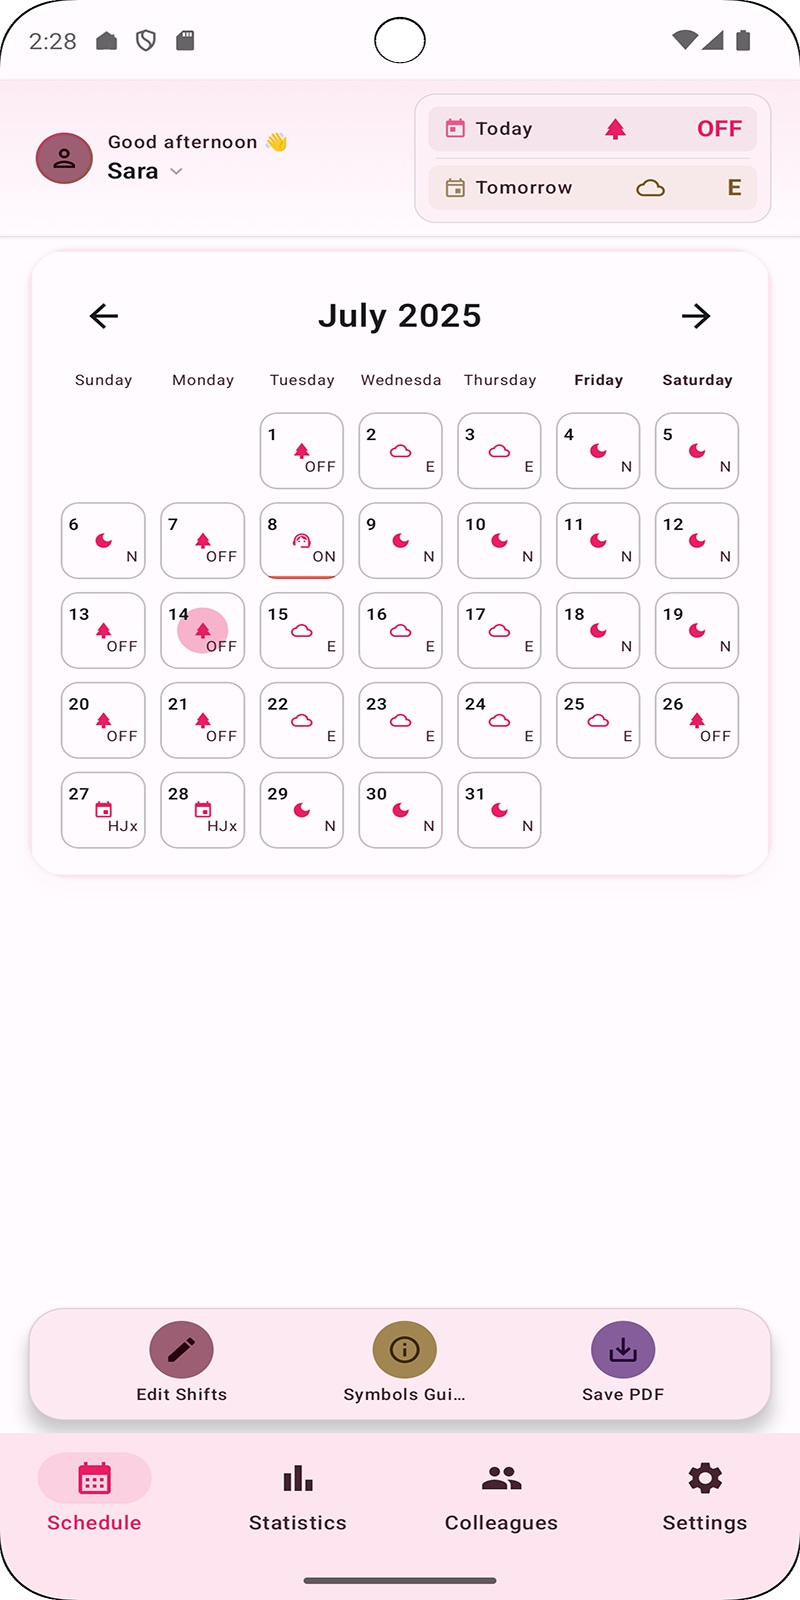 2:28
Good afternoon 👋
Sara
Today OFF
Tomorrow E
July 2025
Sunday Monday Tuesday Wednesda Thursday Friday Saturday
1 OFF 2 E 3 E 4 N 5 N
6 N 7 OFF 8 ON 9 N 10 N 11 N 12 N
13 OFF 14 OFF 15 E 16 E 17 E 18 N 19 N
20 OFF 21 OFF 22 E 23 E 24 E 25 E 26 OFF
27 HJx 28 HJx 29 N 30 N 31 N
Edit Shifts Symbols Gui... Save PDF
Schedule Statistics Colleagues Settings